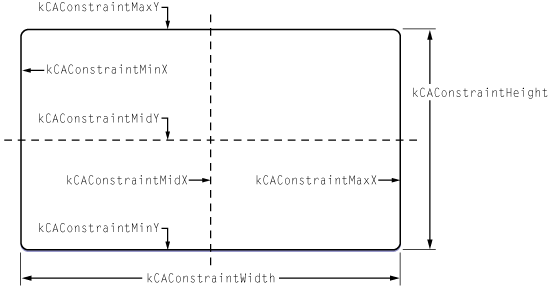 kCAConstraintMaxY
kCAConstraintMinX
kCAConstraintHeight
kCAConstraintMidY
kCAConstraintMidX
kCAConstraintMaxX
kCAConstraintMinY
kCAConstraintWidth